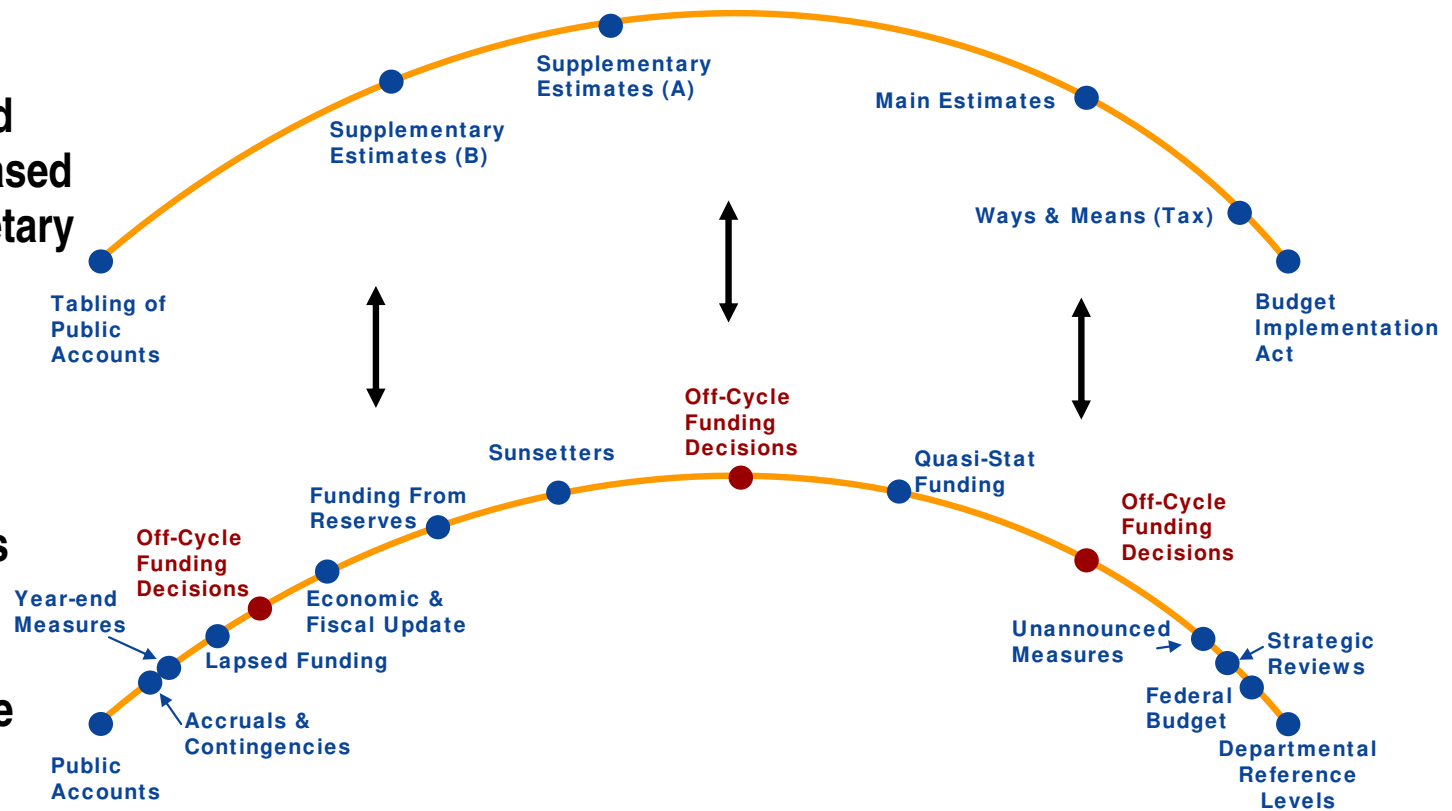 Supplementary
Estimates (A)
Main Estimates
Supplementary
Estimates (B)
Ways & Means (Tax)
Tabling of
Public
Accounts
Budget
Implementation
Act
Off-Cycle
Funding
Decisions
Sunsetters
Quasi-Stat
Funding
Funding From
Reserves
Off-Cycle
Funding
Decisions
Off-Cycle
Funding
Decisions
Year-end
Measures
Economic &
Fiscal Update
Lapsed Funding
Unannounced
Measures
Strategic
Reviews
Federal
Budget
Accruals &
Contingencies
Public
Accounts
Departmental
Reference
Levels